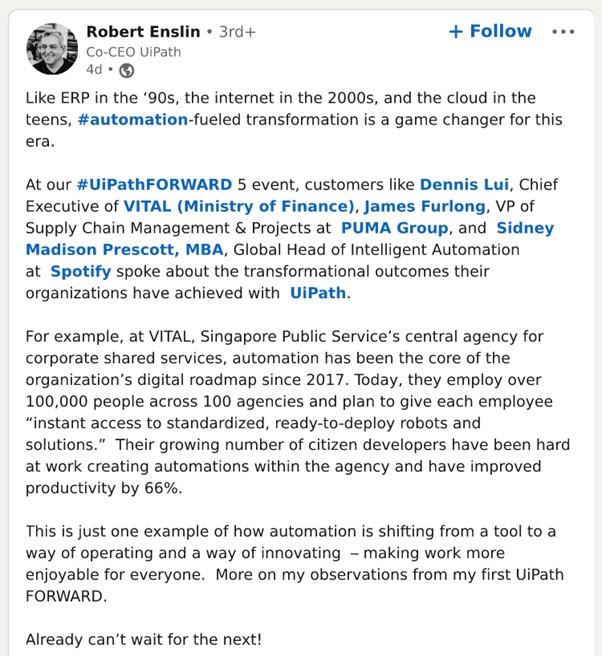 Robert Enslin • 3rd+
+ Follow •••
Co-CEO UiPath
4d •
Like ERP in the ‘90s, the internet in the 2000s, and the cloud in the
teens, #automation-fueled transformation is a game changer for this
era.
At our #UiPathFORWARD 5 event, customers like Dennis Lui, Chief
Executive of VITAL (Ministry of Finance), James Furlong, VP of
Supply Chain Management & Projects at PUMA Group, and Sidney
Madison Prescott, MBA, Global Head of Intelligent Automation
at Spotify spoke about the transformational outcomes their
organizations have achieved with UiPath.
For example, at VITAL, Singapore Public Service’s central agency for
corporate shared services, automation has been the core of the
organization’s digital roadmap since 2017. Today, they employ over
100,000 people across 100 agencies and plan to give each employee
“instant access to standardized, ready-to-deploy robots and
solutions.” Their growing number of citizen developers have been hard
at work creating automations within the agency and have improved
productivity by 66%.
This is just one example of how automation is shifting from a tool to a
way of operating and a way of innovating – making work more
enjoyable for everyone. More on my observations from my first UiPath
FORWARD.
Already can’t wait for the next!